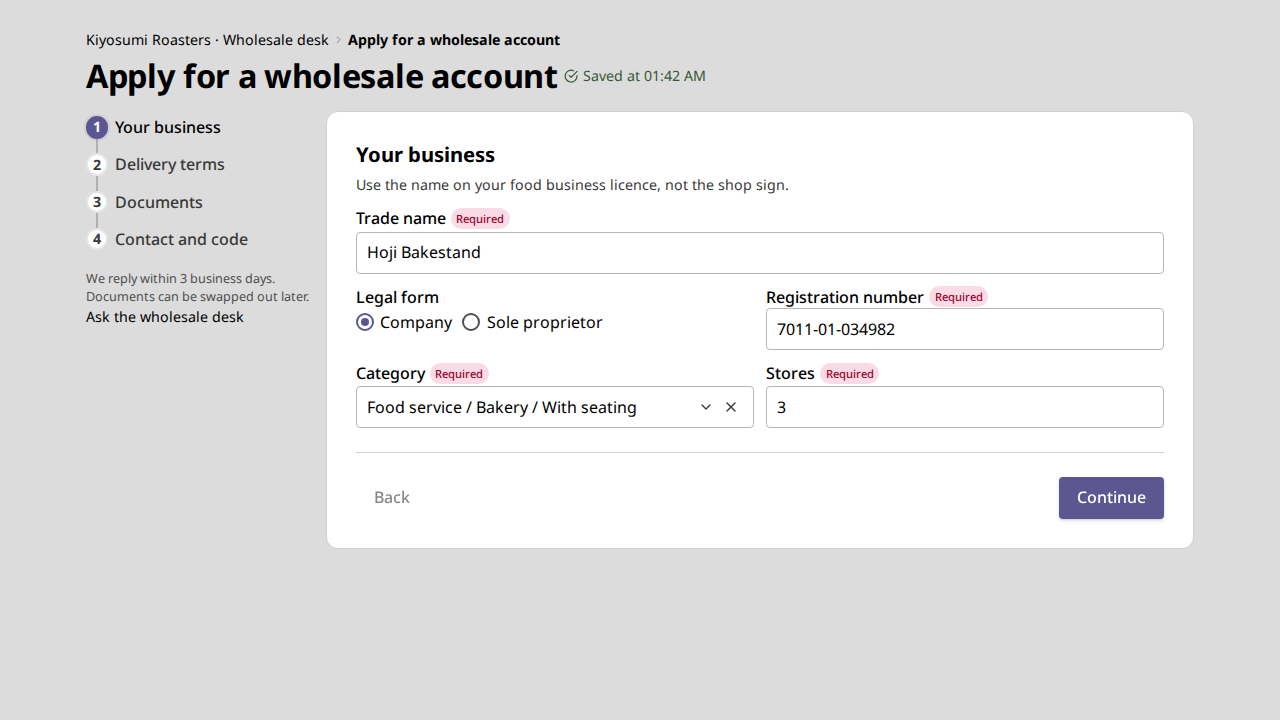 Kiyosumi Roasters · Wholesale desk › Apply for a wholesale account
Apply for a wholesale account Saved at 01:42 AM
1 Your business
2 Delivery terms
3 Documents
4 Contact and code
We reply within 3 business days.
Documents can be swapped out later.
Ask the wholesale desk
Your business
Use the name on your food business licence, not the shop sign.
Trade name Required
Hoji Bakestand
Legal form
Company Sole proprietor
Registration number Required
7011-01-034982
Category Required
Food service / Bakery / With seating
Stores Required
3
Back
Continue